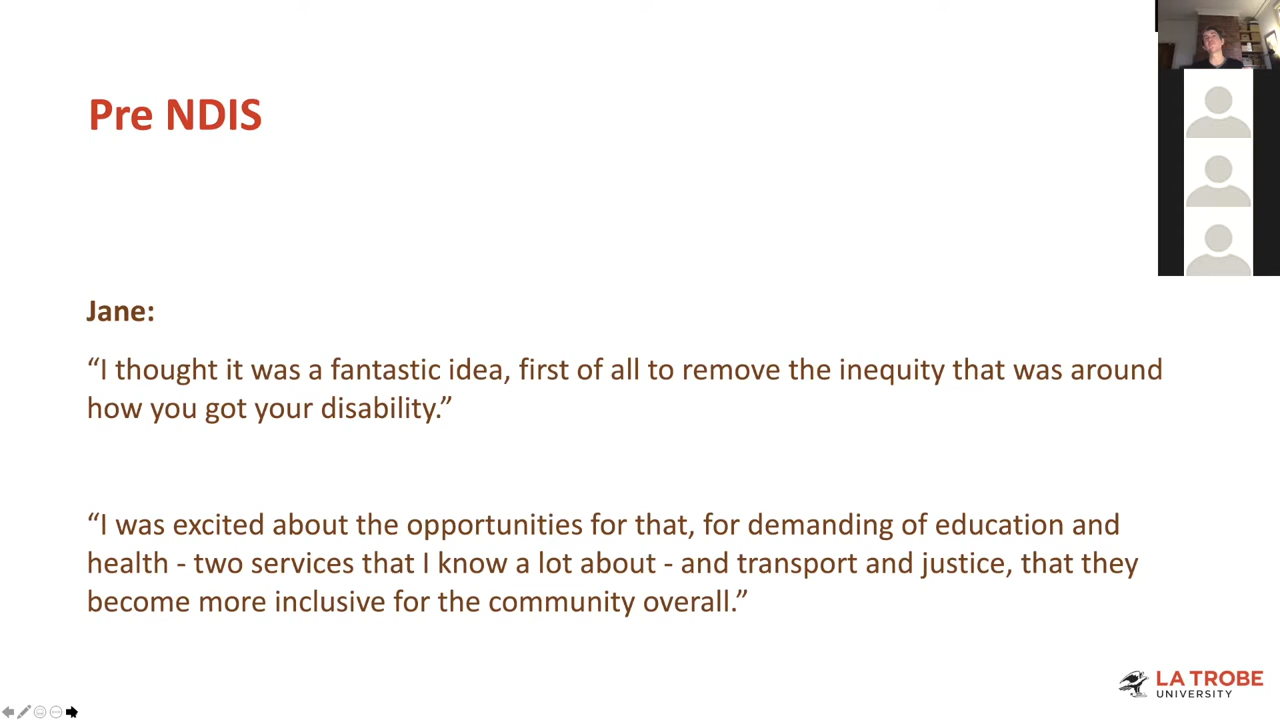 Pre NDIS
Jane:
“I thought it was a fantastic idea, first of all to remove the inequity that was around
how you got your disability.”
“I was excited about the opportunities for that, for demanding of education and
health - two services that I know a lot about - and transport and justice, that they
become more inclusive for the community overall.”
LA TROBE
UNIVERSITY